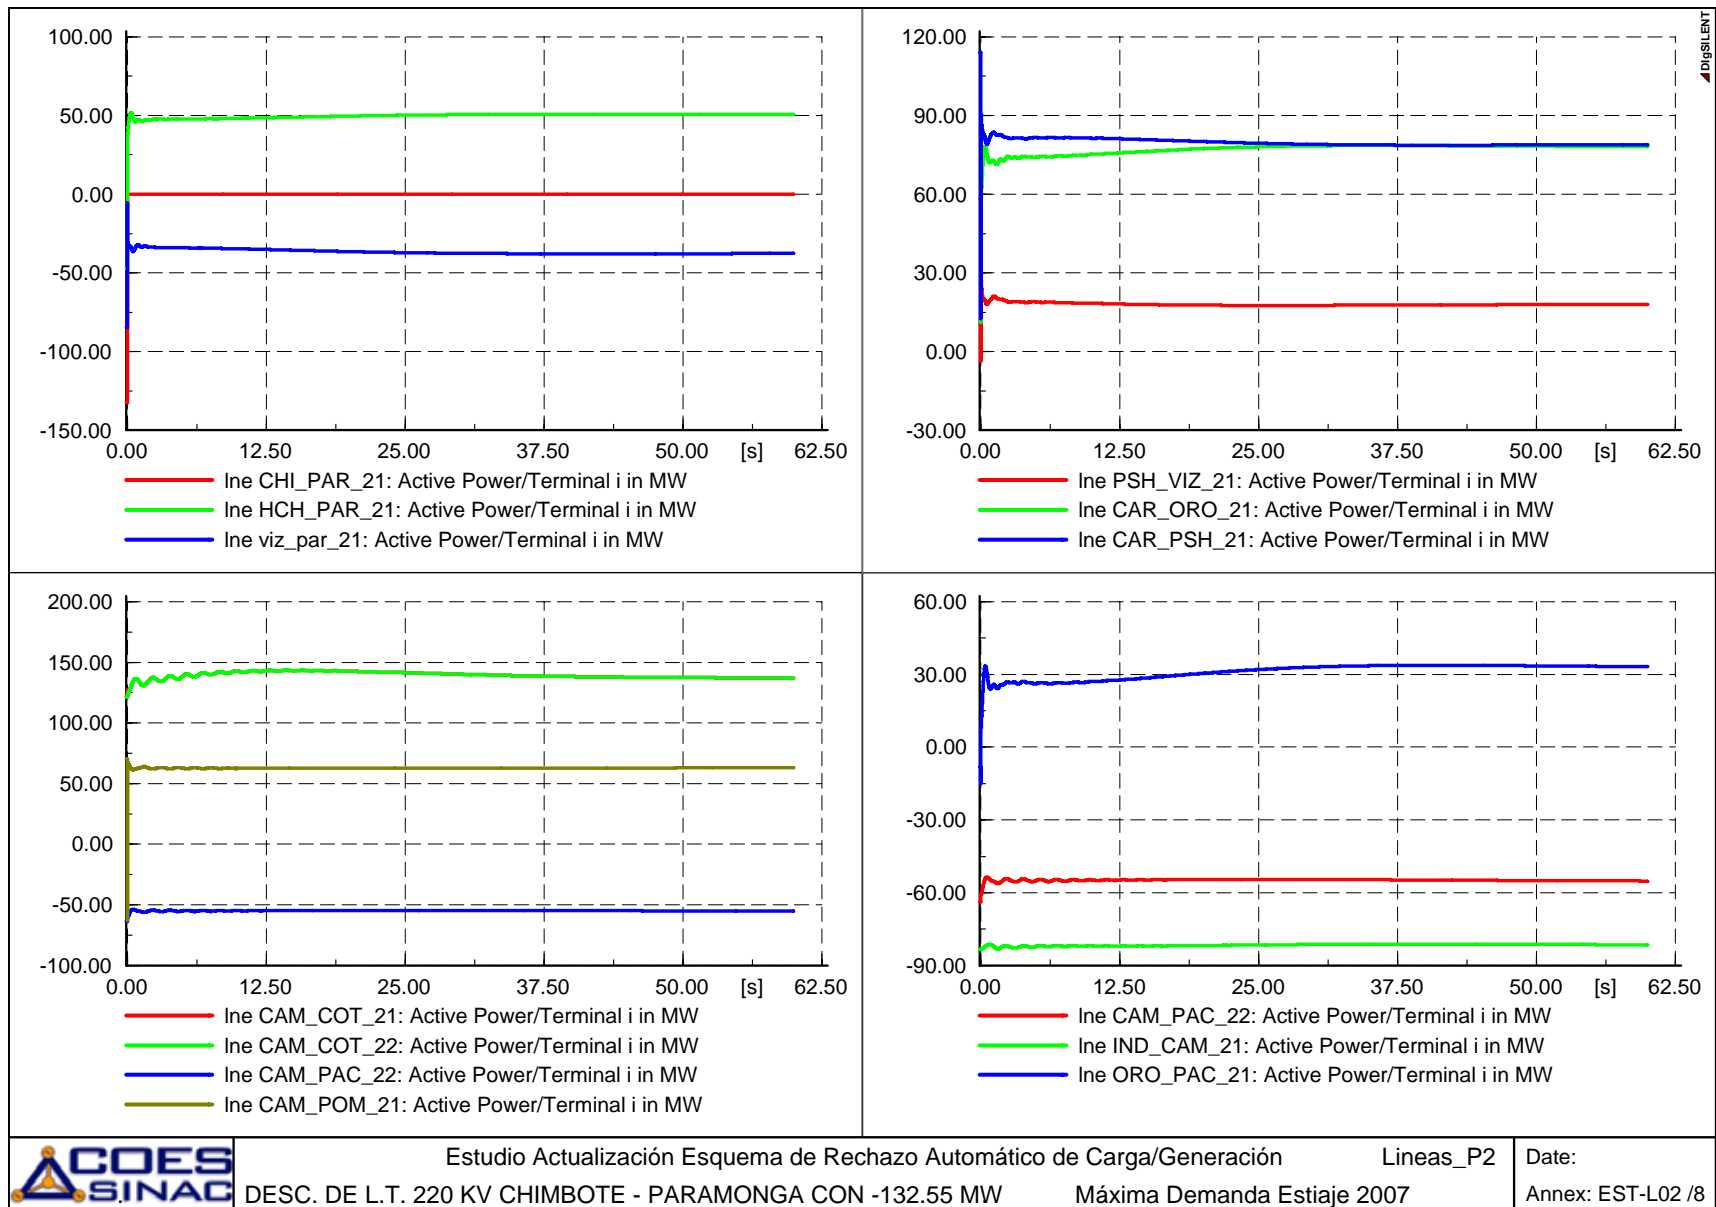 100.00
50.00
0.00
-50.00
-100.00
-150.00
0.00 12.50 25.00 37.50 50.00 [s] 62.50
lne CHI_PAR_21: Active Power/Terminal i in MW
lne HCH_PAR_21: Active Power/Terminal i in MW
lne viz_par_21: Active Power/Terminal i in MW
120.00
90.00
60.00
30.00
0.00
-30.00
0.00 12.50 25.00 37.50 50.00 [s] 62.50
lne PSH_VIZ_21: Active Power/Terminal i in MW
lne CAR_ORO_21: Active Power/Terminal i in MW
lne CAR_PSH_21: Active Power/Terminal i in MW
DIgSILENT
200.00
150.00
100.00
50.00
0.00
-50.00
-100.00
0.00 12.50 25.00 37.50 50.00 [s] 62.50
lne CAM_COT_21: Active Power/Terminal i in MW
lne CAM_COT_22: Active Power/Terminal i in MW
lne CAM_PAC_22: Active Power/Terminal i in MW
lne CAM_POM_21: Active Power/Terminal i in MW
60.00
30.00
0.00
-30.00
-60.00
-90.00
0.00 12.50 25.00 37.50 50.00 [s] 62.50
lne CAM_PAC_22: Active Power/Terminal i in MW
lne IND_CAM_21: Active Power/Terminal i in MW
lne ORO_PAC_21: Active Power/Terminal i in MW
COES
SINAC
Estudio Actualización Esquema de Rechazo Automático de Carga/Generación Lineas_P2
DESC. DE L.T. 220 KV CHIMBOTE - PARAMONGA CON -132.55 MW Máxima Demanda Estiaje 2007
Date:
Annex: EST-L02 /8